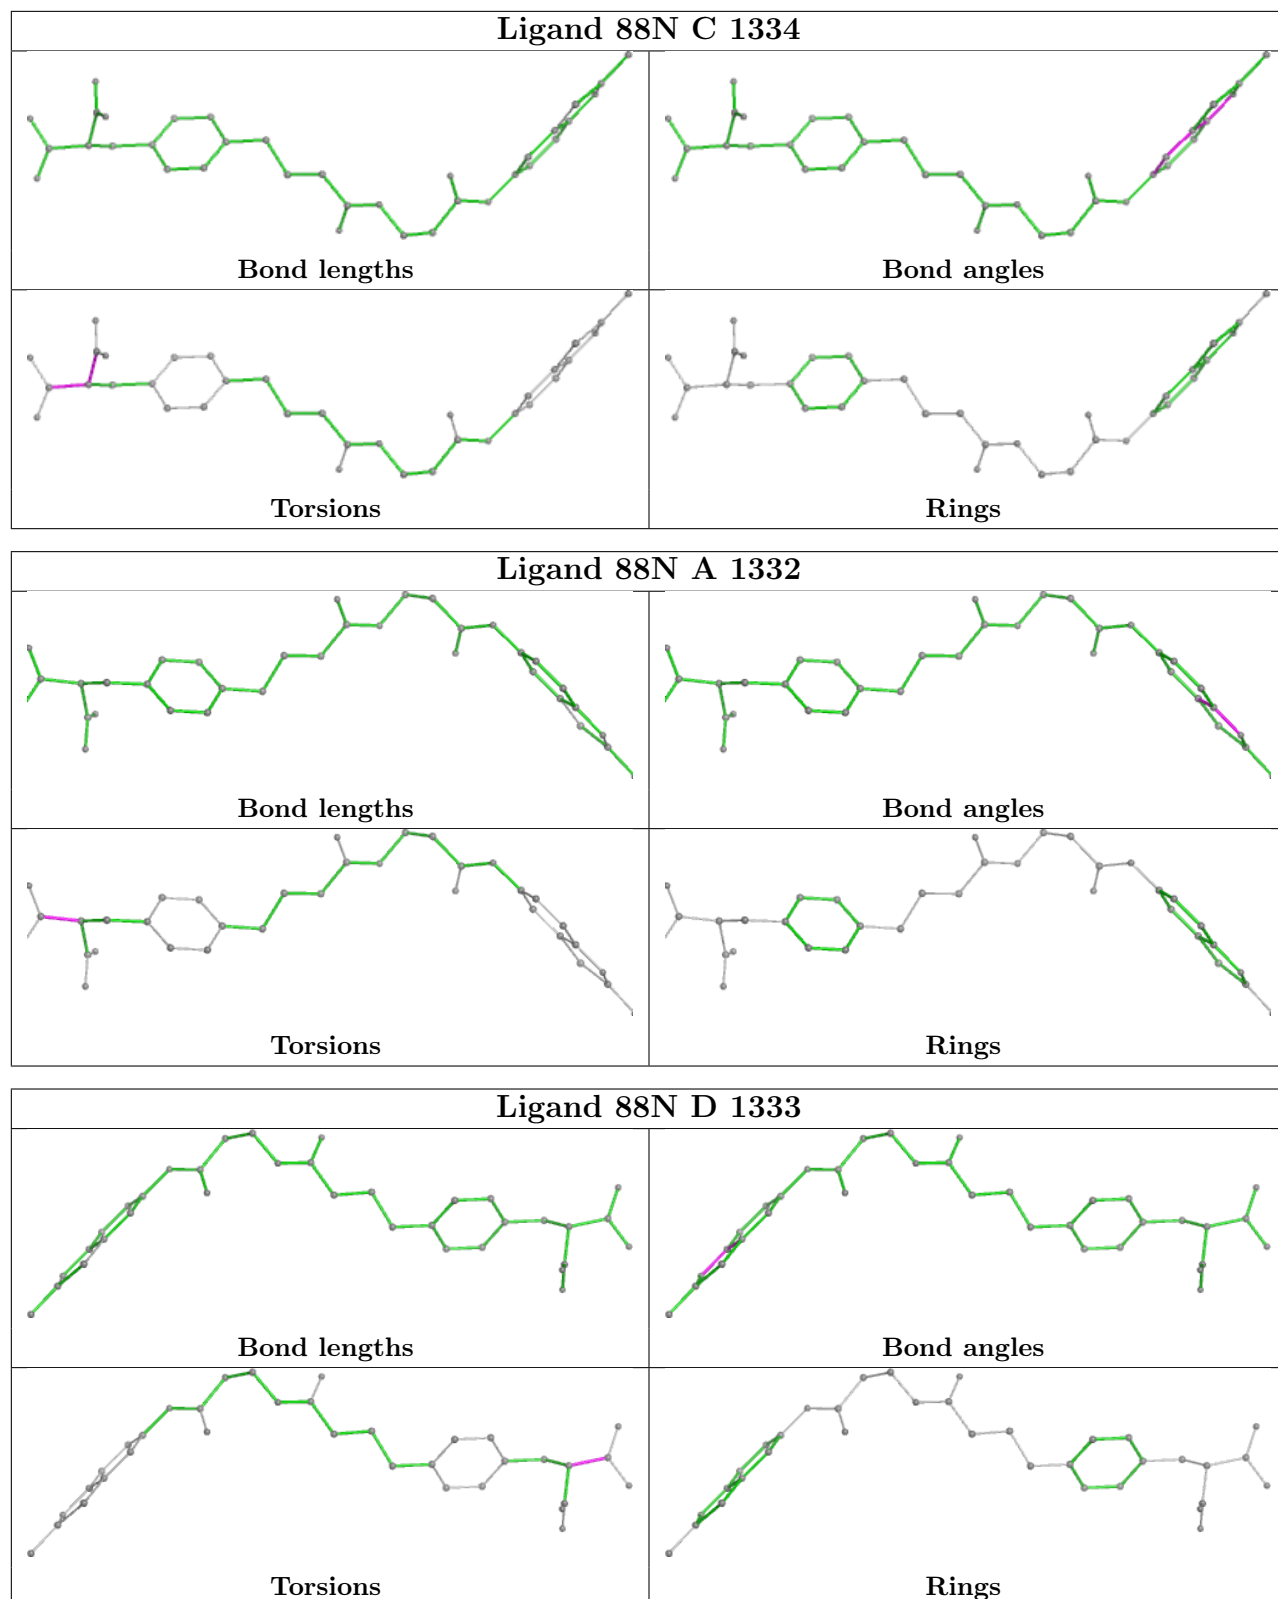 Ligand 88N C 1334
Bond lengths
Bond angles
Torsions
Rings
Ligand 88N A 1332
Bond lengths
Bond angles
Torsions
Rings
Ligand 88N D 1333
Bond lengths
Bond angles
Torsions
Rings